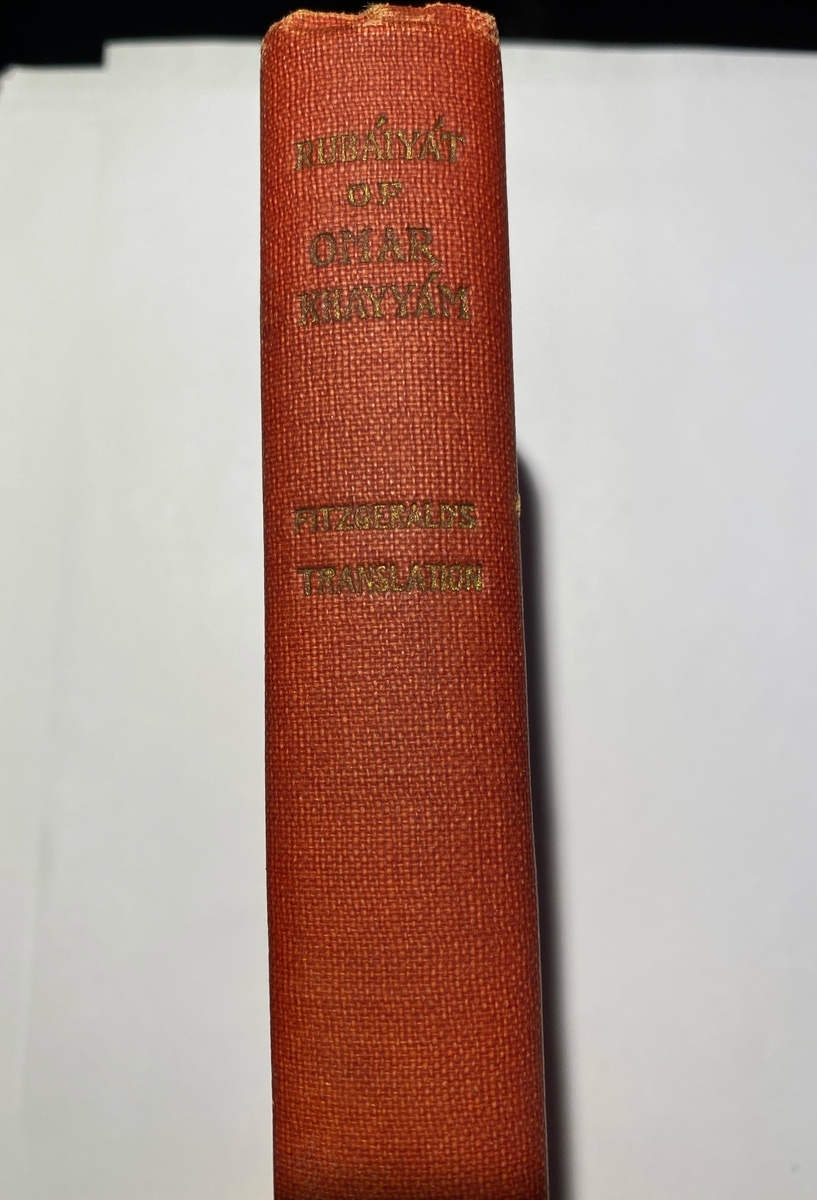 RUBÁIYÁT
OF
OMAR
KHAYYÁM
FITZGERALD'S
TRANSLATION